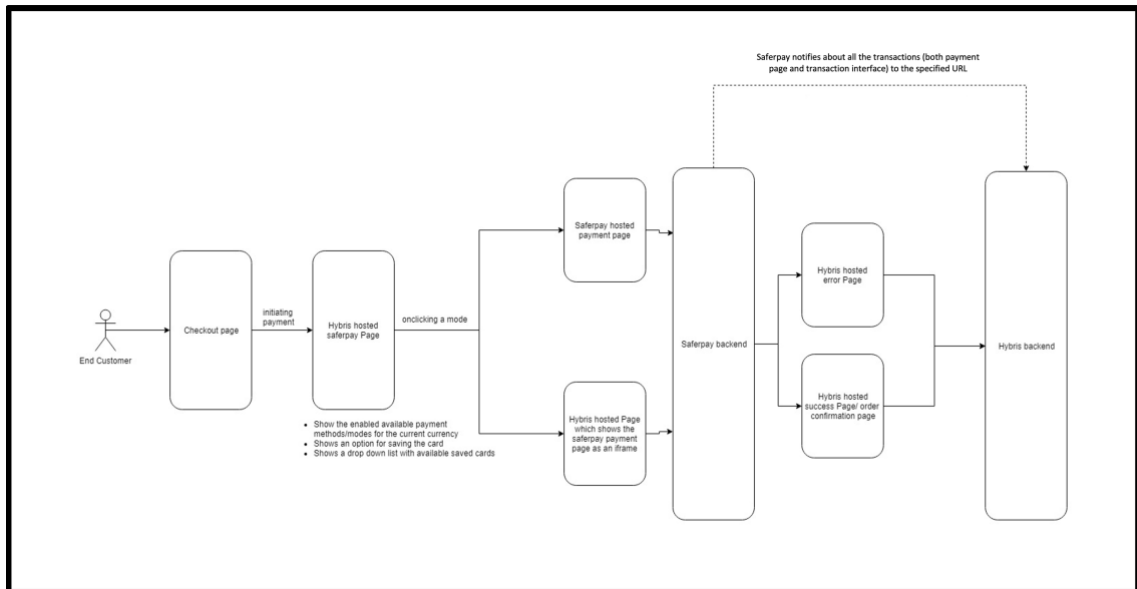 Saferpay notifies about all the transactions (both payment
page and transaction interface) to the specified URL
End Customer
Checkout page
initiating
payment
Hybris hosted
saferpay Page
• Show the enabled available payment
methods/modes for the current currency
• Shows an option for saving the card
• Shows a drop down list with available saved cards
onclicking a mode
Saferpay hosted
payment page
Hybris hosted Page
which shows the
saferpay payment
page as an iframe
Saferpay backend
Hybris hosted
error Page
Hybris hosted
success Page/ order
confirmation page
Hybris backend